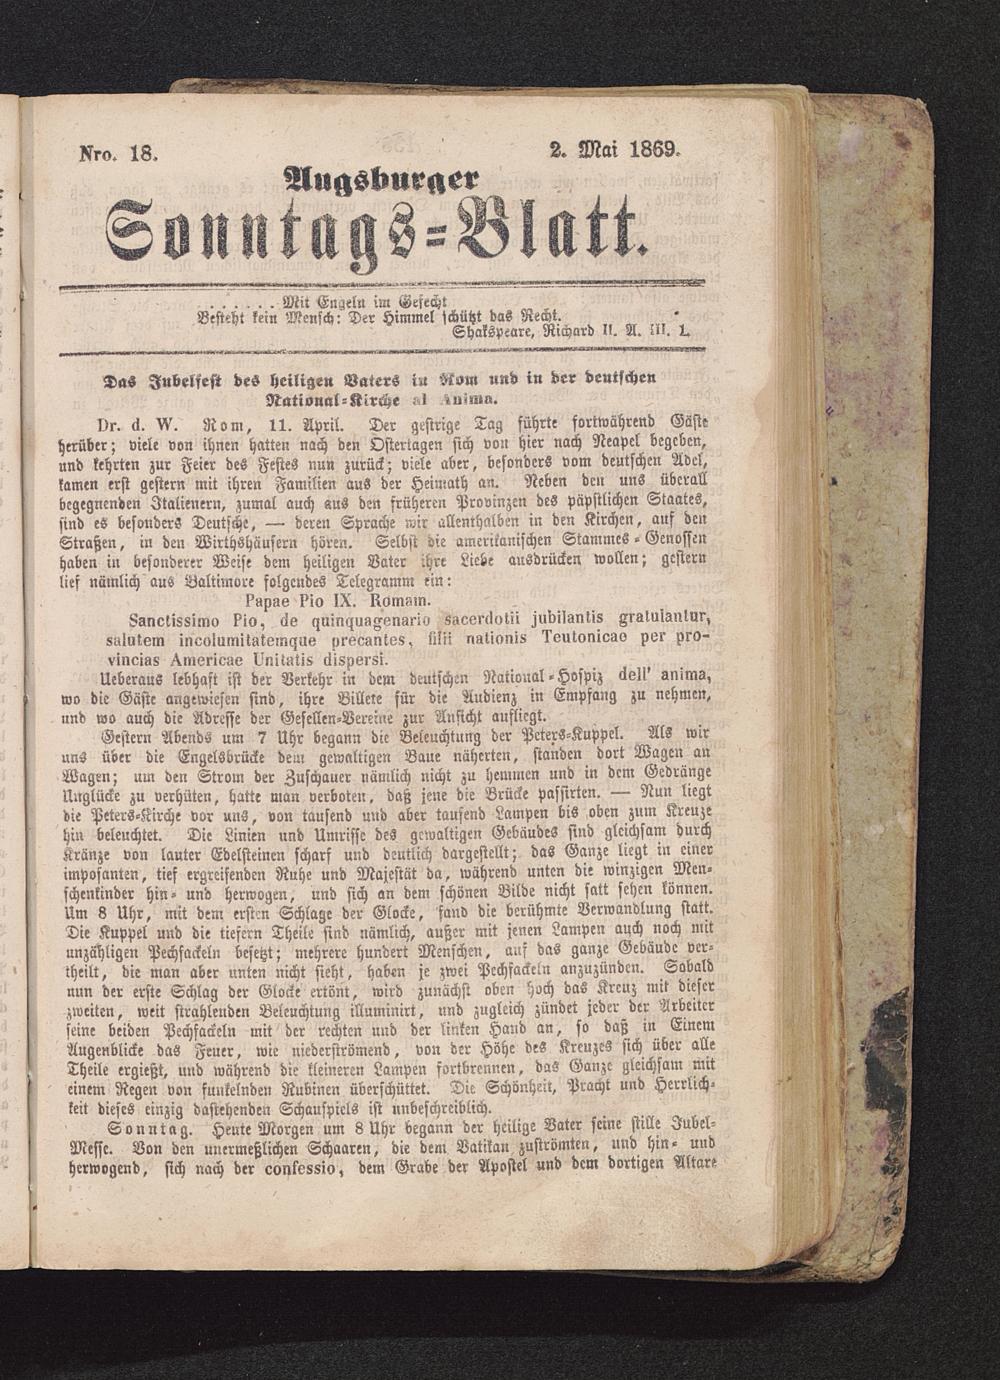 Nro. 18.
2. Mai 1869.
Augsburger
Sonntags=Blatt.
. . . . . . . Mit Engeln im Gefecht
Besteht kein Mensch: Der Himmel schützt das Recht.
Shakspeare, Richard II. A. III. 1.
Das Jubelfest des heiligen Vaters in Rom und in der deutschen
National=Kirche al Anima.
Dr. d. W. Rom, 11. April. Der gestrige Tag führte fortwährend Gäste
herüber; viele von ihnen hatten nach den Ostertagen sich von hier nach Neapel begeben,
und kehrten zur Feier des Festes nun zurück; viele aber, besonders vom deutschen Adel,
kamen erst gestern mit ihren Familien aus der Heimath an. Neben den uns überall
begegnenden Italienern, zumal auch aus den früheren Provinzen des päpstlichen Staates,
sind es besonders Deutsche, — deren Sprache wir allenthalben in den Kirchen, auf den
Straßen, in den Wirthshäusern hören. Selbst die amerikanischen Stammes=Genossen
haben in besonderer Weise dem heiligen Vater ihre Liebe ausdrücken wollen; gestern
lief nämlich aus Baltimore folgendes Telegramm ein:
Papae Pio IX. Romam.
Sanctissimo Pio, de quinquagenario sacerdotii jubilantis gratulantur,
salutem incolumitatemque precantes, filii nationis Teutonicae per pro-
vincias Americae Unitatis dispersi.
Ueberaus lebhaft ist der Verkehr in dem deutschen National=Hospiz dell' anima,
wo die Gäste angewiesen sind, ihre Billete für die Audienz in Empfang zu nehmen,
und wo auch die Adresse der Gesellen=Vereine zur Ansicht aufliegt.
Gestern Abends um 7 Uhr begann die Beleuchtung der Peters=Kuppel. Als wir
uns über die Engelsbrücke dem gewaltigen Baue näherten, standen dort Wagen an
Wagen; um den Strom der Zuschauer nämlich nicht zu hemmen und in dem Gedränge
Unglücke zu verhüten, hatte man verboten, daß jene die Brücke passirten. — Nun liegt
die Peters=Kirche vor uns, von tausend und aber tausend Lampen bis oben zum Kreuze
hin beleuchtet. Die Linien und Umrisse des gewaltigen Gebäudes sind gleichsam durch
Kränze von lauter Edelsteinen scharf und deutlich dargestellt; das Ganze liegt in einer
imposanten, tief ergreifenden Ruhe und Majestät da, während unten die winzigen Men=
schenkinder hin= und herwogen, und sich an dem schönen Bilde nicht satt sehen können.
Um 8 Uhr, mit dem ersten Schlage der Glocke, fand die berühmte Verwandlung statt.
Die Kuppel und die tiefern Theile sind nämlich, außer mit jenen Lampen auch noch mit
unzähligen Pechfackeln besetzt; mehrere hundert Menschen, auf das ganze Gebäude ver=
theilt, die man aber unten nicht sieht, haben je zwei Pechfackeln anzuzünden. Sobald
nun der erste Schlag der Glocke ertönt, wird zunächst oben hoch das Kreuz mit dieser
zweiten, weit strahlenden Beleuchtung illuminirt, und zugleich zündet jeder der Arbeiter
seine beiden Pechfackeln mit der rechten und der linken Hand an, so daß in Einem
Augenblicke das Feuer, wie niederströmend, von der Höhe des Kreuzes sich über alle
Theile ergießt, und während die kleineren Lampen fortbrennen, das Ganze gleichsam mit
einem Regen von funkelnden Rubinen überschüttet. Die Schönheit, Pracht und Herrlich=
keit dieses einzig dastehenden Schauspiels ist unbeschreiblich.
Sonntag. Heute Morgen um 8 Uhr begann der heilige Vater seine stille Jubel=
Messe. Von den unermeßlichen Schaaren, die dem Vatikan zuströmten, und hin= und
herwogend, sich nach der confessio, dem Grabe der Apostel und dem dortigen Altare